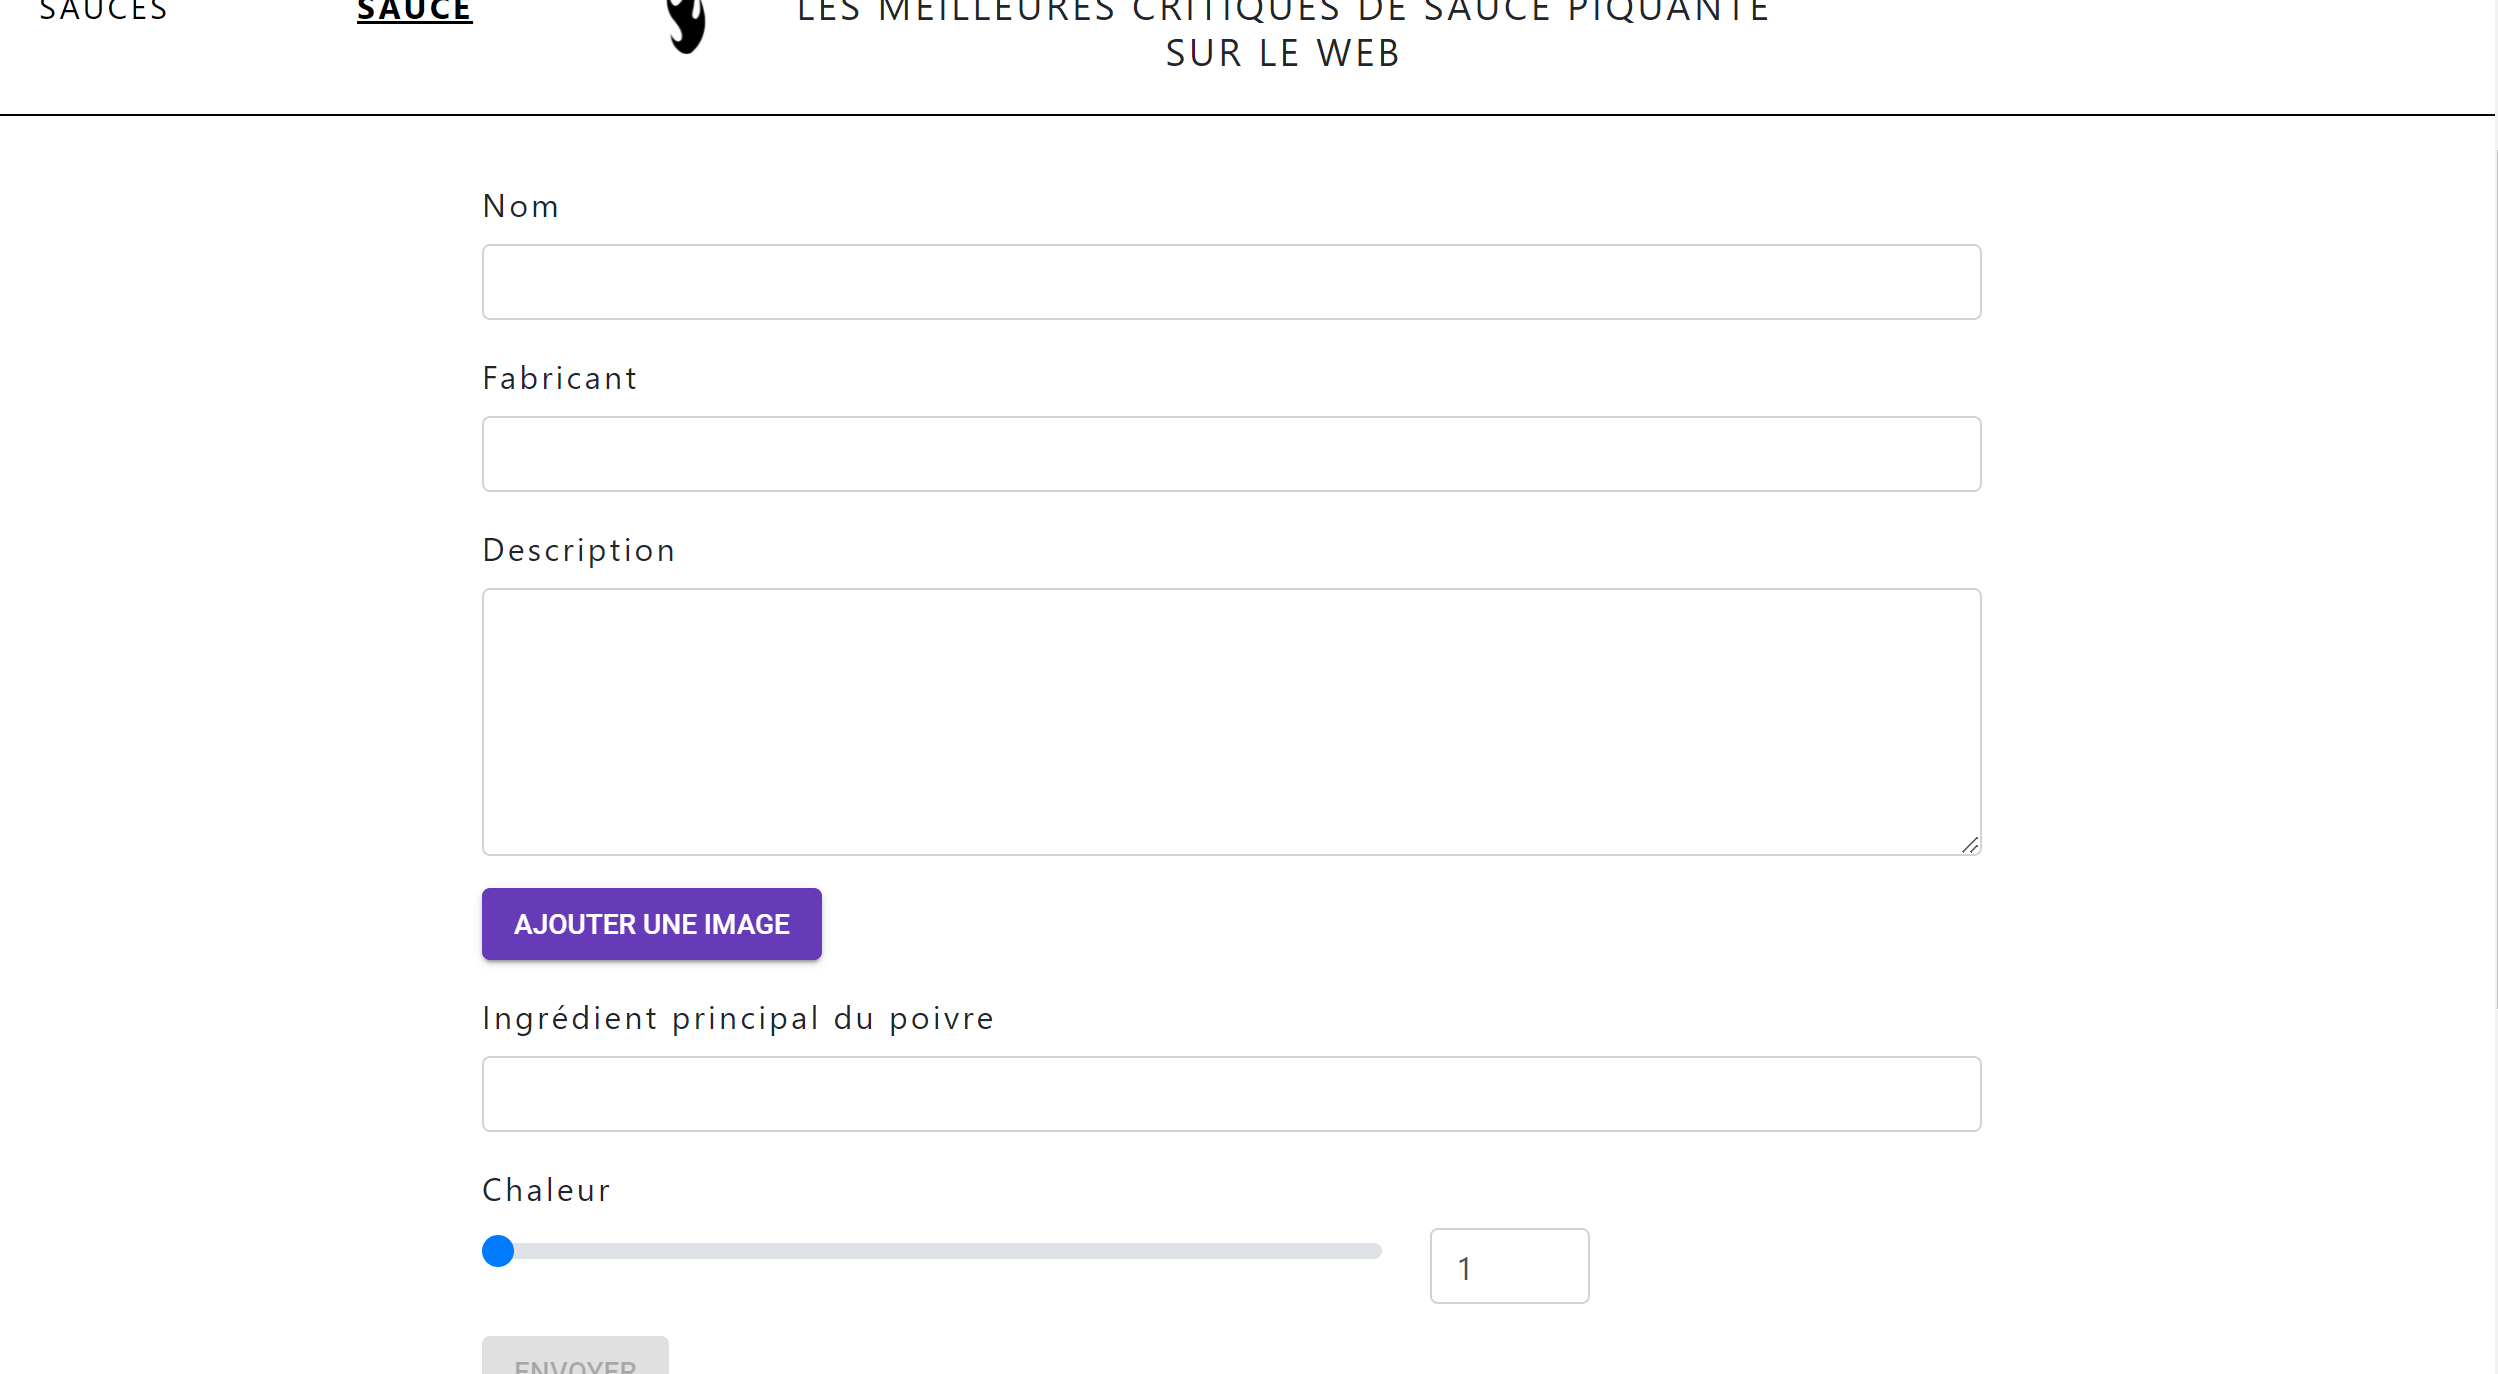 SAUCES
SAUCE
LES MEILLEURES CRITIQUES DE SAUCE PIQUANTE
SUR LE WEB
Nom
Fabricant
Description
AJOUTER UNE IMAGE
Ingrédient principal du poivre
Chaleur
1
ENVOYER